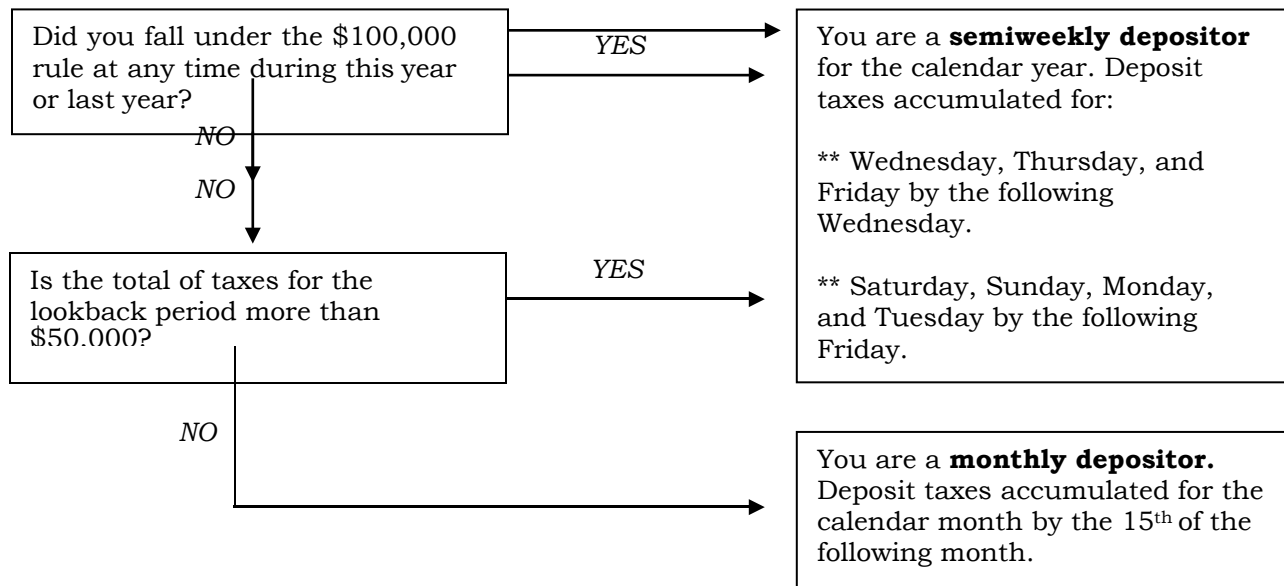 Did you fall under the $100,000
rule at any time during this year
or last year?
YES
You are a semiweekly depositor
for the calendar year. Deposit
taxes accumulated for:
** Wednesday, Thursday, and
Friday by the following
Wednesday.
** Saturday, Sunday, Monday,
and Tuesday by the following
Friday.
NO
NO
Is the total of taxes for the
lookback period more than
$50,000?
YES
NO
You are a monthly depositor.
Deposit taxes accumulated for the
calendar month by the 15th of the
following month.